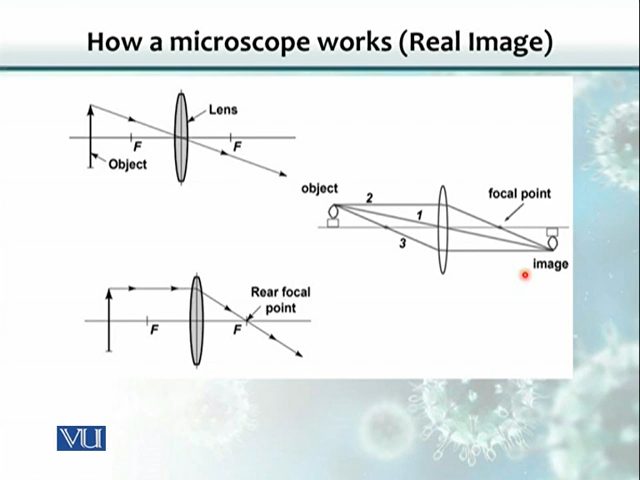 How a microscope works (Real Image)
Lens
F
F
Object
object
2
focal point
1
3
image
Rear focal
point
F
F
VU